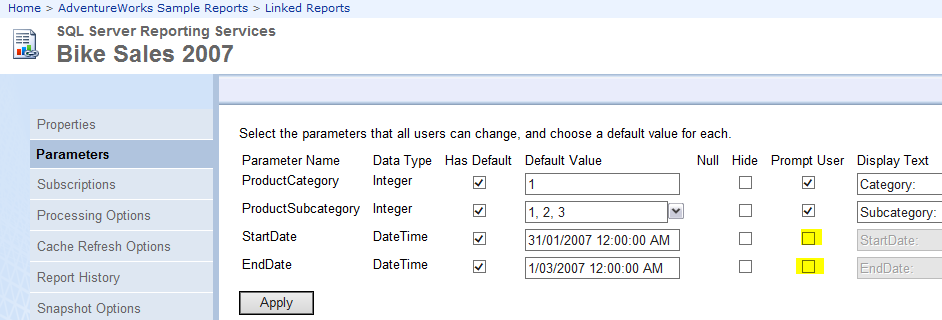 Home > AdventureWorks Sample Reports > Linked Reports
SQL Server Reporting Services
Bike Sales 2007
Properties
Parameters
Subscriptions
Processing Options
Cache Refresh Options
Report History
Snapshot Options
Select the parameters that all users can change, and choose a default value for each.
Parameter Name Data Type Has Default Default Value Null Hide Prompt User Display Text
ProductCategory Integer 1 Category:
ProductSubcategory Integer 1, 2, 3 Subcategory:
StartDate DateTime 31/01/2007 12:00:00 AM StartDate:
EndDate DateTime 1/03/2007 12:00:00 AM EndDate:
Apply